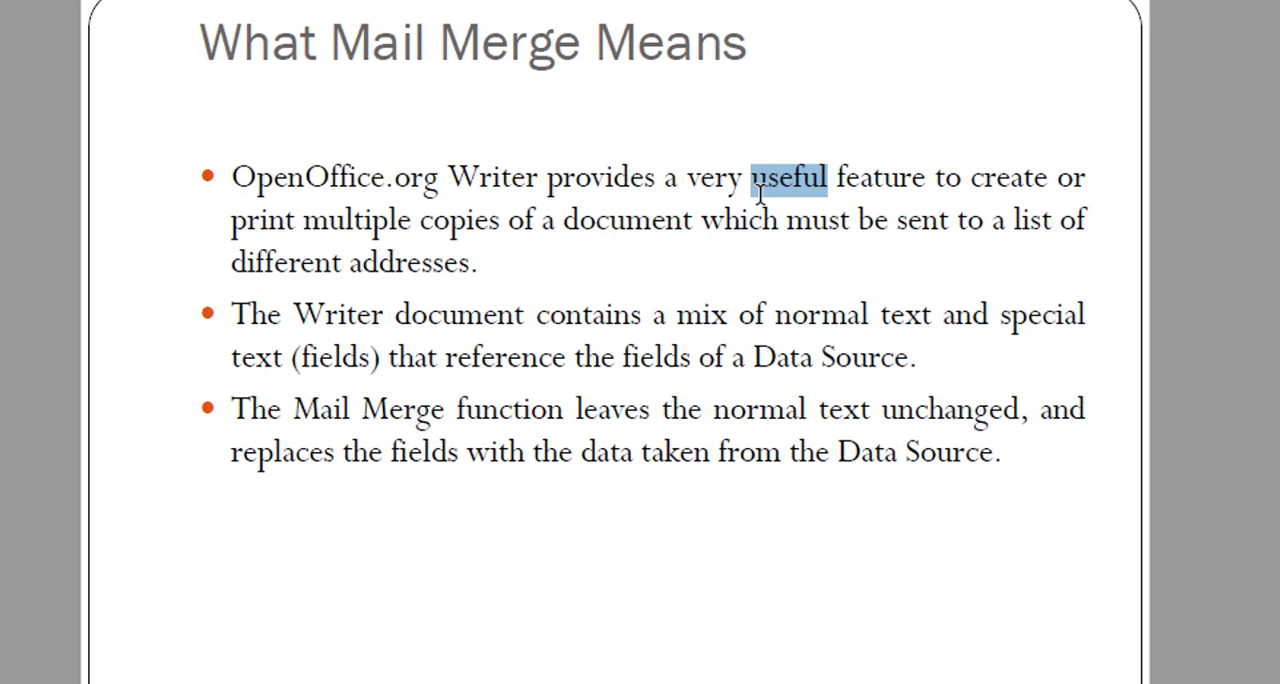 What Mail Merge Means
• OpenOffice.org Writer provides a very useful feature to create or
print multiple copies of a document which must be sent to a list of
different addresses.
• The Writer document contains a mix of normal text and special
text (fields) that reference the fields of a Data Source.
• The Mail Merge function leaves the normal text unchanged, and
replaces the fields with the data taken from the Data Source.